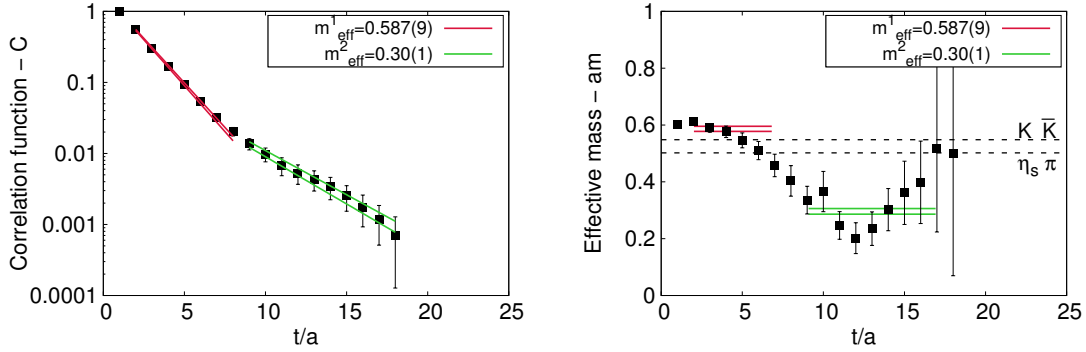 Correlation function – C
1
0.1
0.01
0.001
0.0001
0
5
10
15
20
25
t/a
m¹eff=0.587(9)
m²eff=0.30(1)
Effective mass – am
1
0.8
0.6
0.4
0.2
0
0
5
10
15
20
25
t/a
m¹eff=0.587(9)
m²eff=0.30(1)
K K̅
ηs π